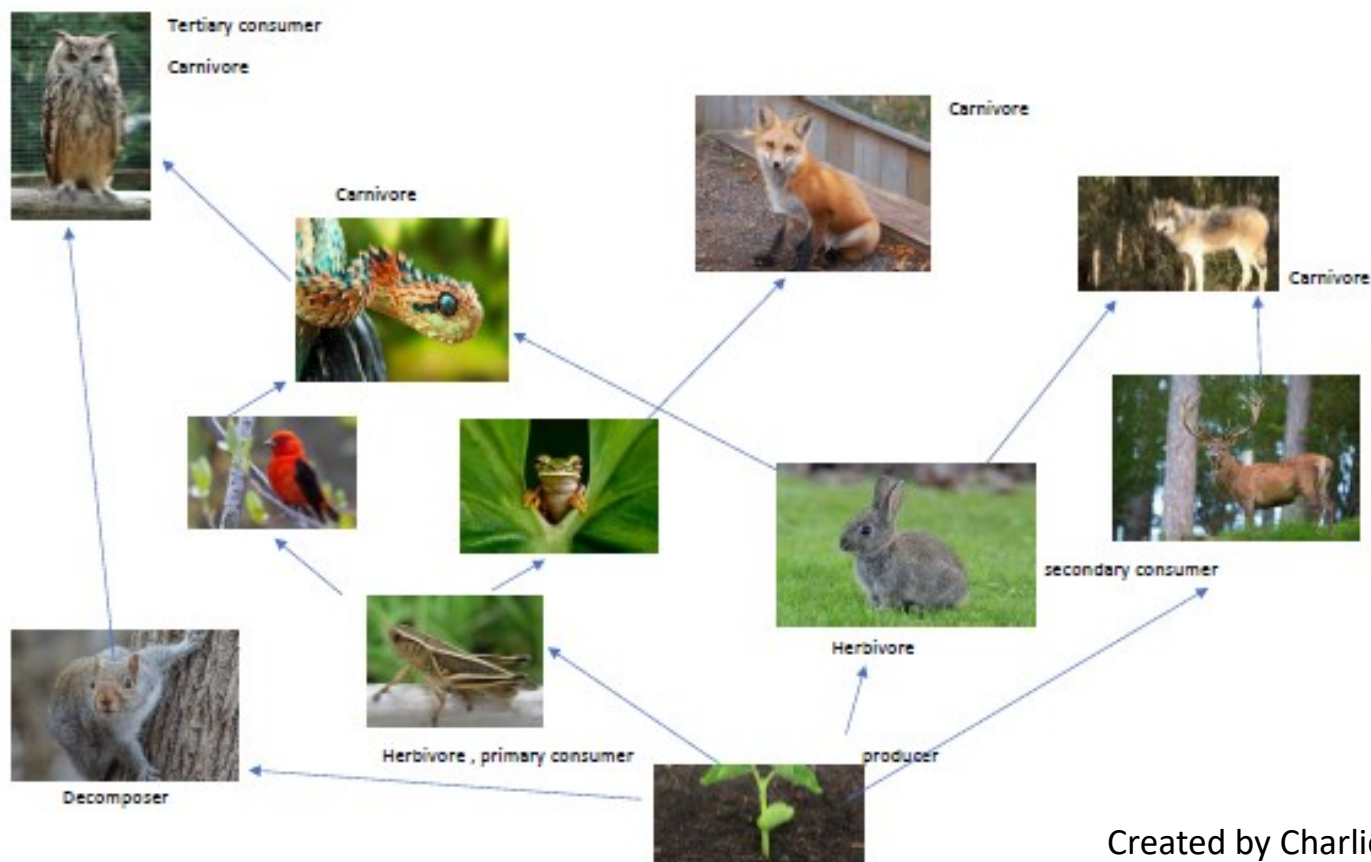 Tertiary consumer
Carnivore
Carnivore
Carnivore
Carnivore
secondary consumer
Herbivore
Herbivore , primary consumer
producer
Decomposer
Created by Charlie